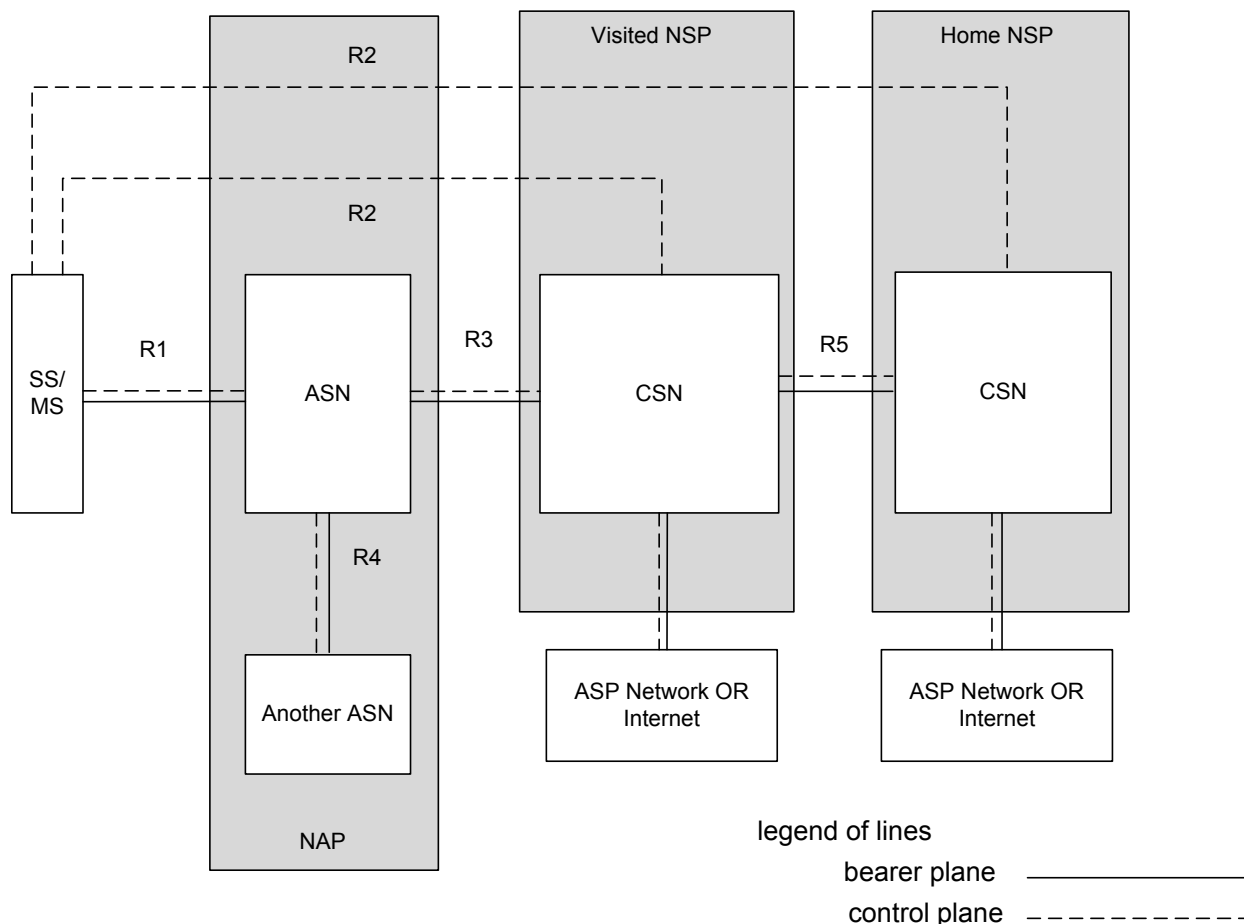 Visited NSP
Home NSP
R2
R2
R1
R3
R5
SS/
MS
ASN
CSN
CSN
R4
Another ASN
ASP Network OR
Internet
ASP Network OR
Internet
NAP
legend of lines
bearer plane
control plane